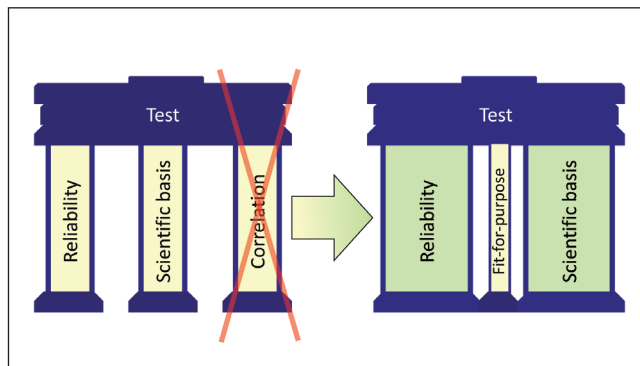 Test
Reliability
Scientific basis
Correlation
Test
Reliability
Fit-for-purpose
Scientific basis